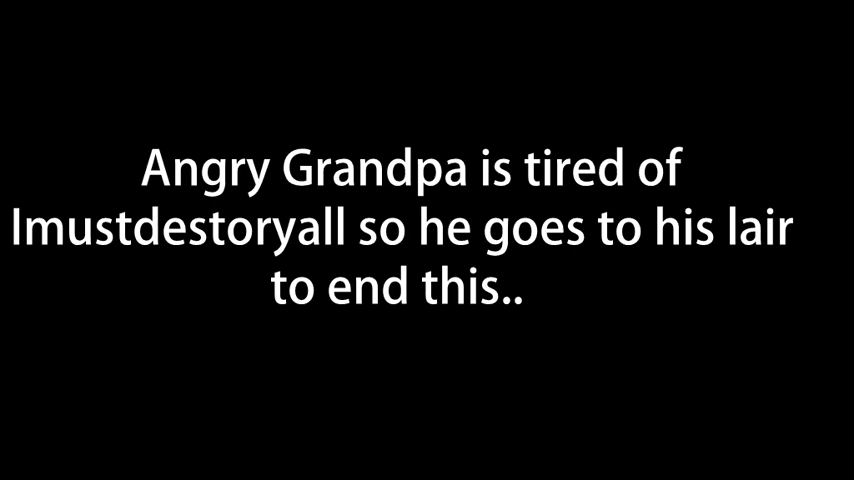 Angry Grandpa is tired of
Imustdestoryall so he goes to his lair
to end this..